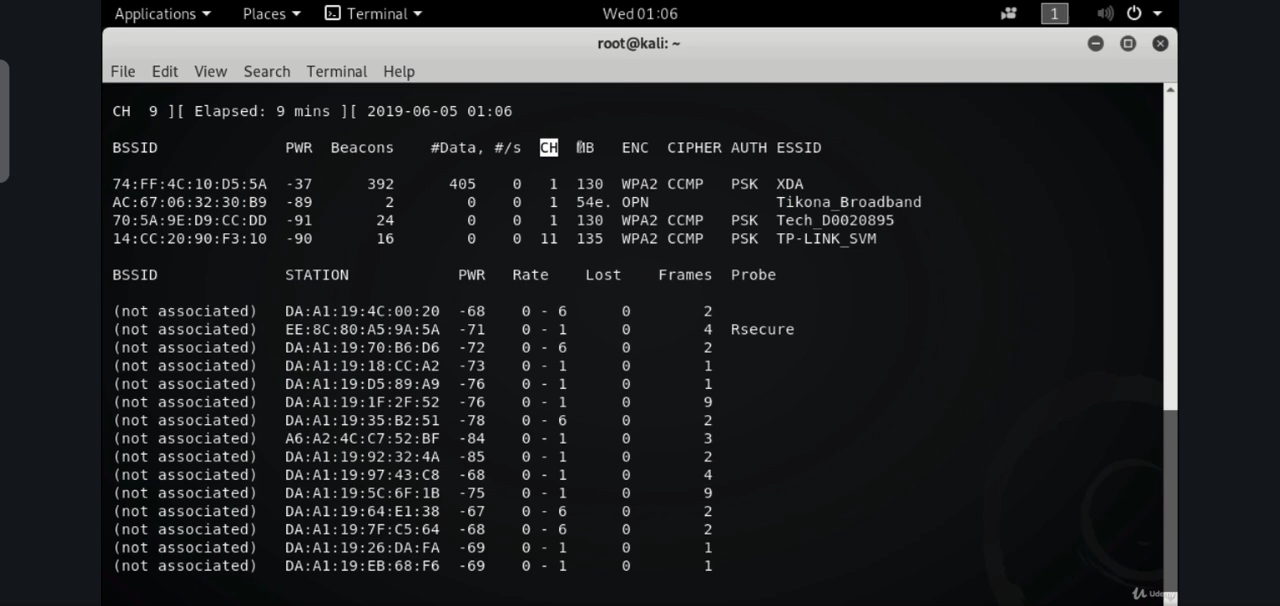 Applications Places Terminal Wed 01:06 1
root@kali: ~
File Edit View Search Terminal Help
CH 9 ][ Elapsed: 9 mins ][ 2019-06-05 01:06
BSSID PWR Beacons #Data, #/s CH MB ENC CIPHER AUTH ESSID
74:FF:4C:10:D5:5A -37 392 405 0 1 130 WPA2 CCMP PSK XDA
AC:67:06:32:30:B9 -89 2 0 0 1 54e. OPN Tikona_Broadband
70:5A:9E:D9:CC:DD -91 24 0 0 1 130 WPA2 CCMP PSK Tech_D0020895
14:CC:20:90:F3:10 -90 16 0 0 11 135 WPA2 CCMP PSK TP-LINK_SVM
BSSID STATION PWR Rate Lost Frames Probe
(not associated) DA:A1:19:4C:00:20 -68 0 - 6 0 2
(not associated) EE:8C:80:A5:9A:5A -71 0 - 1 0 4 Rsecure
(not associated) DA:A1:19:70:B6:D6 -72 0 - 6 0 2
(not associated) DA:A1:19:18:CC:A2 -73 0 - 1 0 1
(not associated) DA:A1:19:D5:89:A9 -76 0 - 1 0 1
(not associated) DA:A1:19:1F:2F:52 -76 0 - 1 0 9
(not associated) DA:A1:19:35:B2:51 -78 0 - 6 0 2
(not associated) A6:A2:4C:C7:52:BF -84 0 - 1 0 3
(not associated) DA:A1:19:92:32:4A -85 0 - 1 0 2
(not associated) DA:A1:19:97:43:C8 -68 0 - 1 0 4
(not associated) DA:A1:19:5C:6F:1B -75 0 - 1 0 9
(not associated) DA:A1:19:64:E1:38 -67 0 - 6 0 2
(not associated) DA:A1:19:7F:C5:64 -68 0 - 6 0 2
(not associated) DA:A1:19:26:DA:FA -69 0 - 1 0 1
(not associated) DA:A1:19:EB:68:F6 -69 0 - 1 0 1